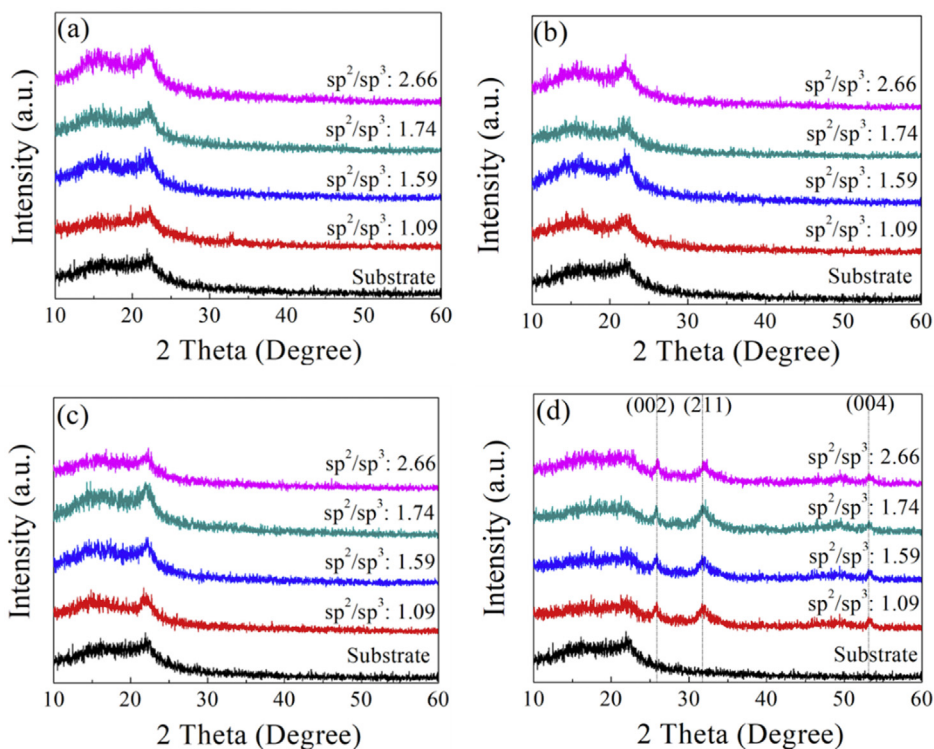 (a)
Intensity (a.u.)
sp²/sp³: 2.66
sp²/sp³: 1.74
sp²/sp³: 1.59
sp²/sp³: 1.09
Substrate
10 20 30 40 50 60
2 Theta (Degree)
(b)
Intensity (a.u.)
sp²/sp³: 2.66
sp²/sp³: 1.74
sp²/sp³: 1.59
sp²/sp³: 1.09
Substrate
10 20 30 40 50 60
2 Theta (Degree)
(c)
Intensity (a.u.)
sp²/sp³: 2.66
sp²/sp³: 1.74
sp²/sp³: 1.59
sp²/sp³: 1.09
Substrate
10 20 30 40 50 60
2 Theta (Degree)
(d)
(002) (211) (004)
Intensity (a.u.)
sp²/sp³: 2.66
sp²/sp³: 1.74
sp²/sp³: 1.59
sp²/sp³: 1.09
Substrate
10 20 30 40 50 60
2 Theta (Degree)